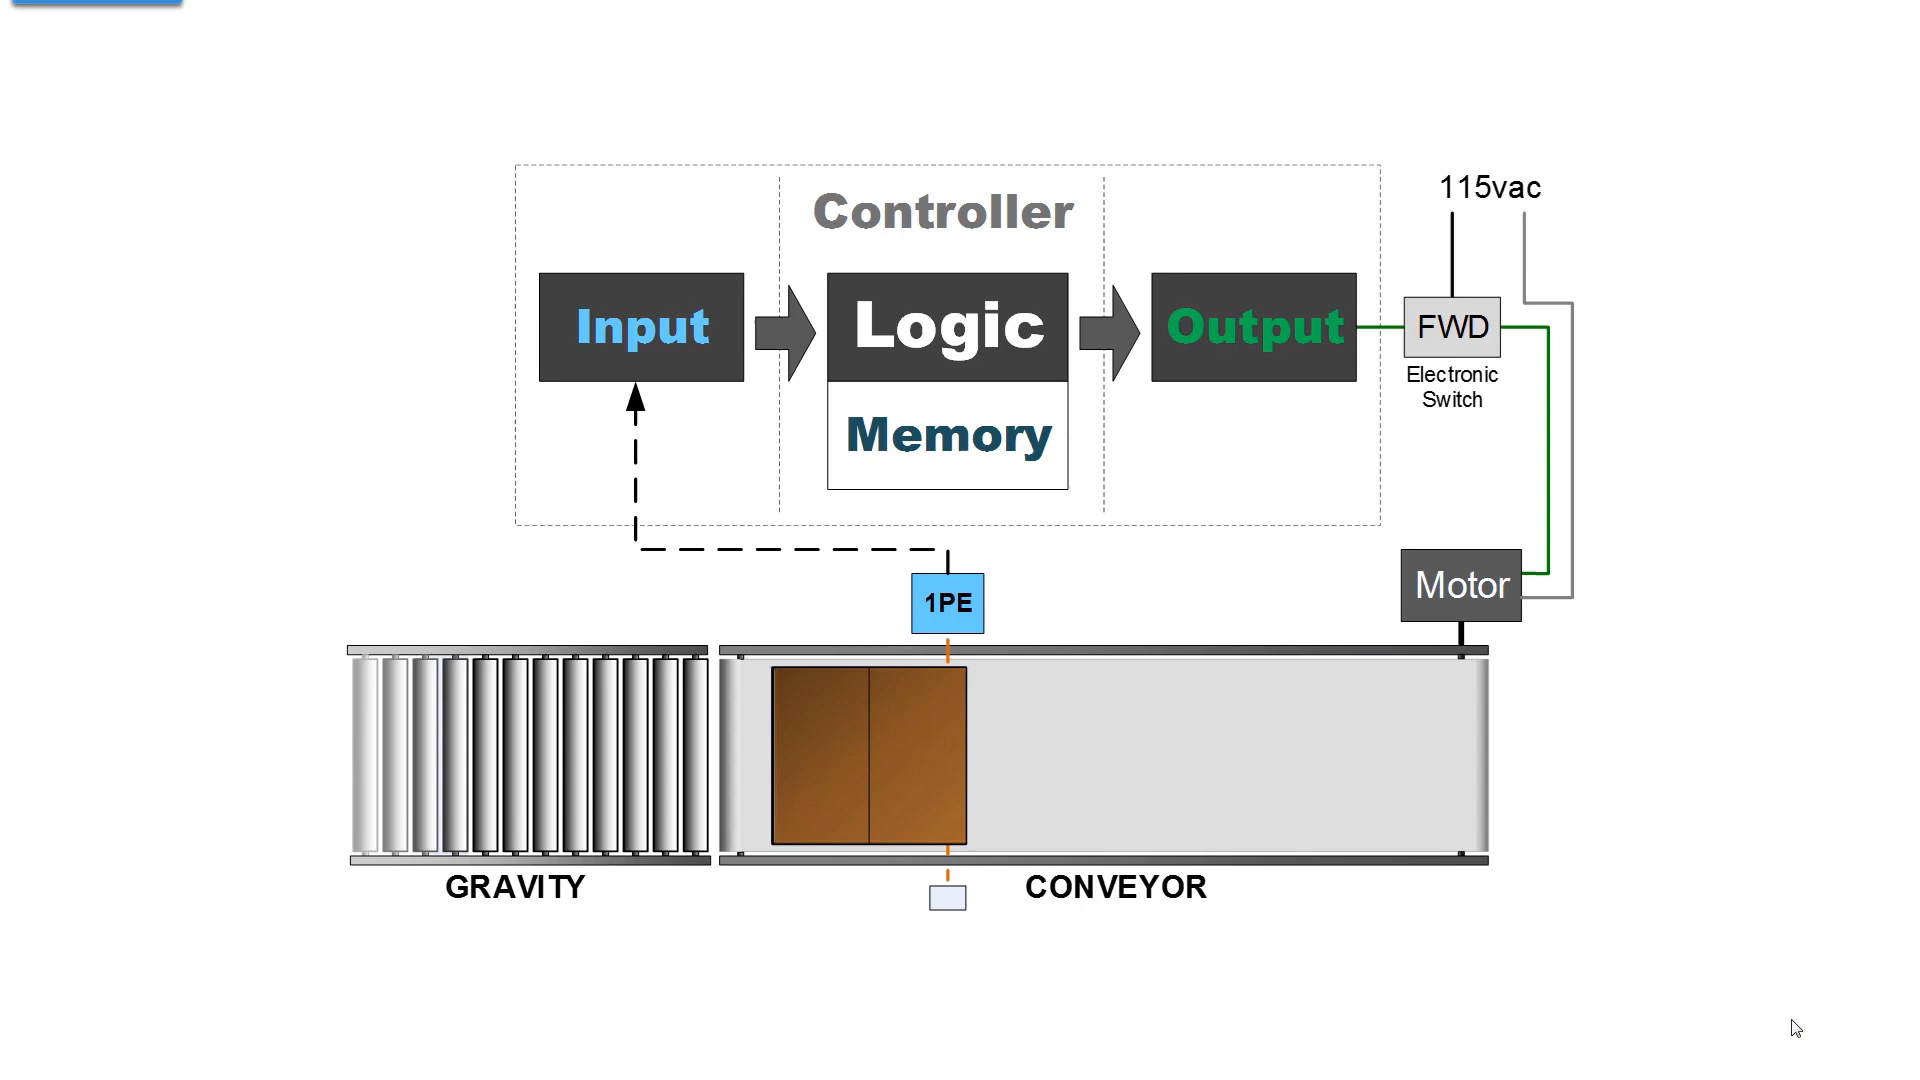 115vac
Controller
Input
Logic
Output
FWD
Electronic
Switch
Memory
Motor
1PE
GRAVITY
CONVEYOR